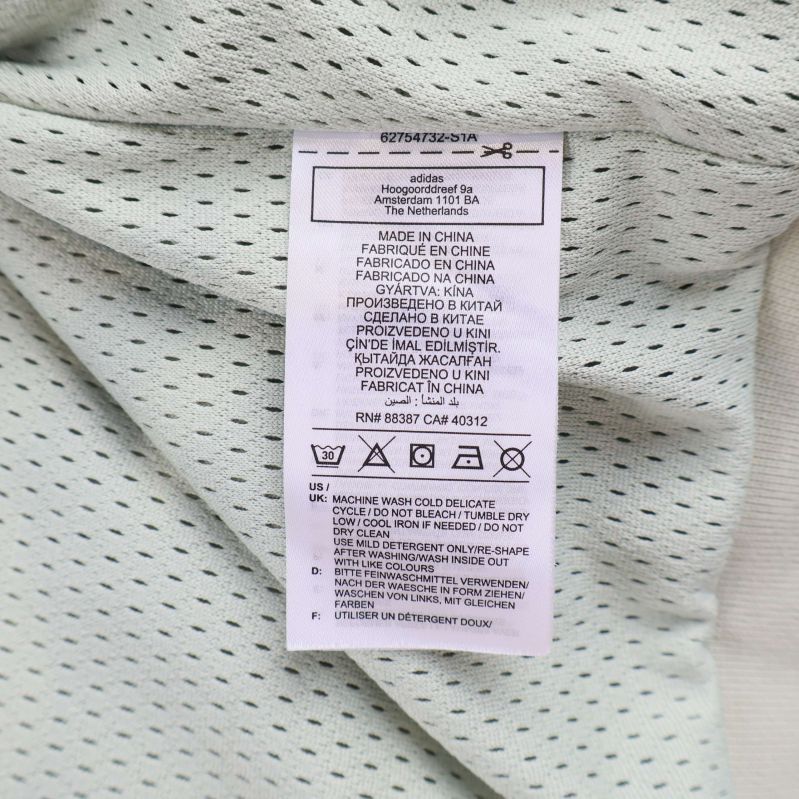 62754732-S1A
adidas
Hoogoorddreef 9a
Amsterdam 1101 BA
The Netherlands
MADE IN CHINA
FABRIQUÉ EN CHINE
FABRICADO EN CHINA
FABRICADO NA CHINA
GYÁRTVA: KÍNA
ПРОИЗВЕДЕНО В КИТАЙ
СДЕЛАНО В КИТАЕ
PROIZVEDENO U KINI
ÇİN'DE İMAL EDİLMİŞTİR.
ҚЫТАЙДА ЖАСАЛҒАН
PROIZVEDENO U KINI
FABRICAT ÎN CHINA
بلد المنشأ : الصين
RN# 88387 CA# 40312
30
US /
UK: MACHINE WASH COLD DELICATE
CYCLE / DO NOT BLEACH / TUMBLE DRY
LOW / COOL IRON IF NEEDED / DO NOT
DRY CLEAN
USE MILD DETERGENT ONLY/RE-SHAPE
AFTER WASHING/WASH INSIDE OUT
WITH LIKE COLOURS
D: BITTE FEINWASCHMITTEL VERWENDEN/
NACH DER WAESCHE IN FORM ZIEHEN/
WASCHEN VON LINKS, MIT GLEICHEN
FARBEN
F: UTILISER UN DÉTERGENT DOUX/